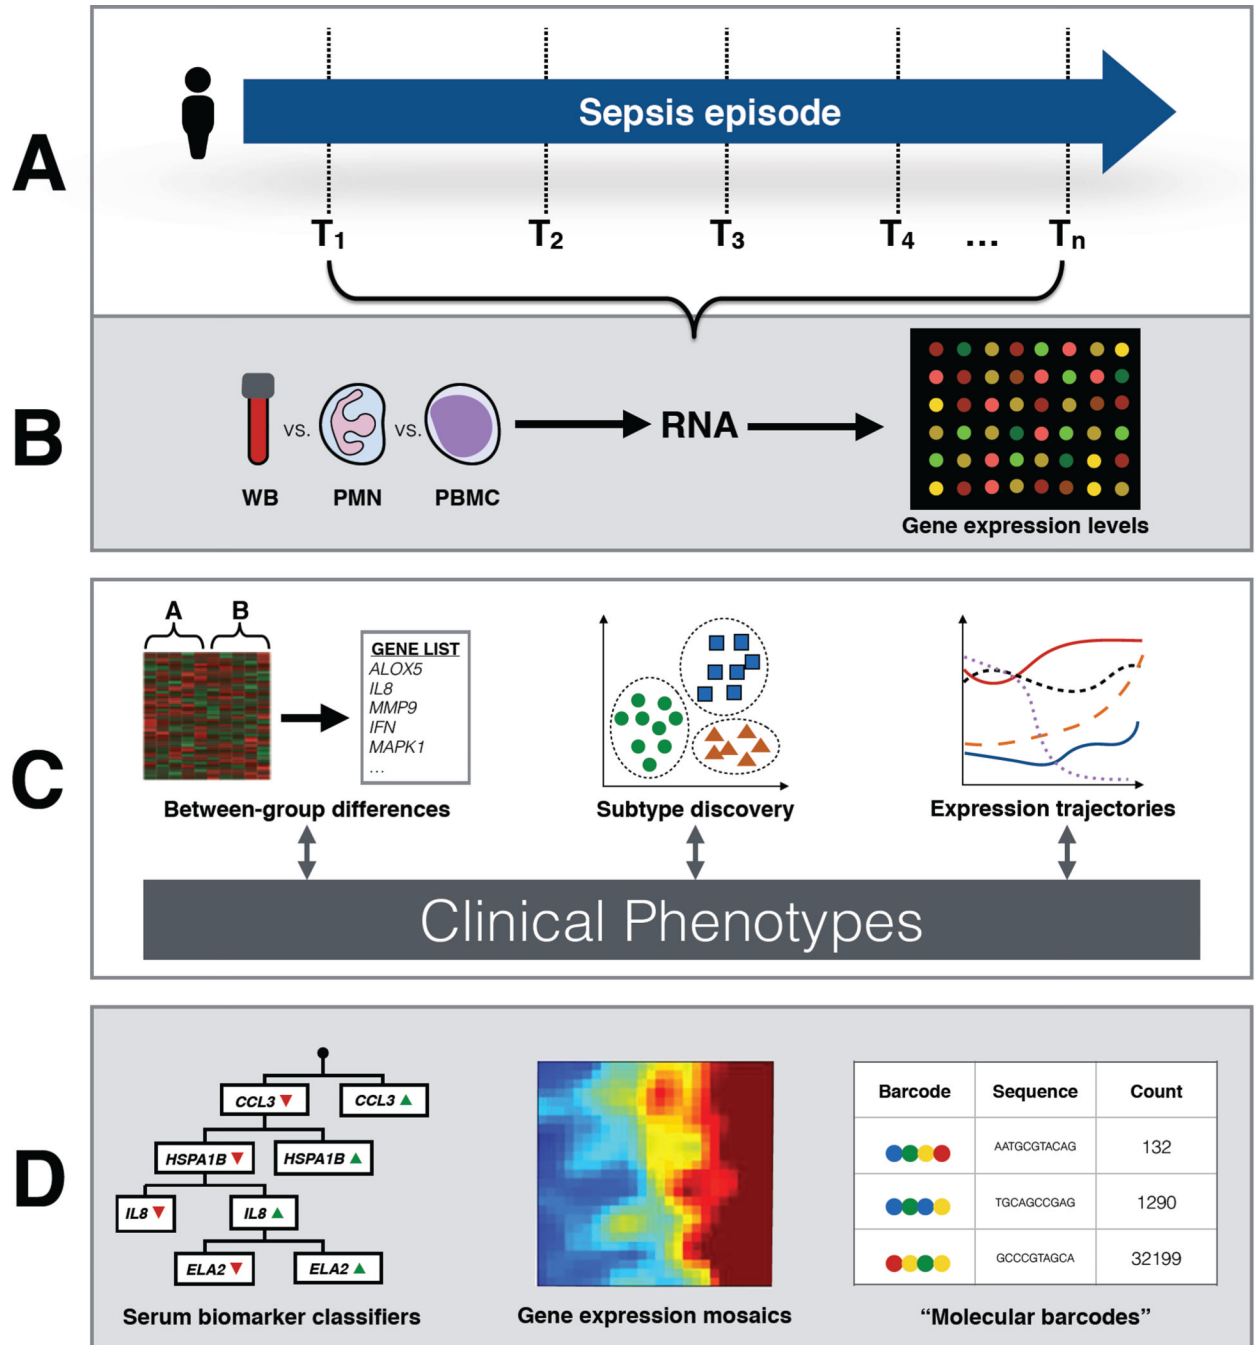 A
Sepsis episode
T1 T2 T3 T4 ... Tn
B
WB vs. PMN vs. PBMC
RNA
Gene expression levels
C
A B
GENE LIST
ALOX5
IL8
MMP9
IFN
MAPK1
...
Between-group differences
Subtype discovery
Expression trajectories
Clinical Phenotypes
D
CCL3 ▼ CCL3 ▲
HSPA1B ▼ HSPA1B ▲
IL8 ▼ IL8 ▲
ELA2 ▼ ELA2 ▲
Serum biomarker classifiers
Gene expression mosaics
Barcode Sequence Count
AATGCGTACAG 132
TGCAGCCGAG 1290
GCCCGTAGCA 32199
“Molecular barcodes”